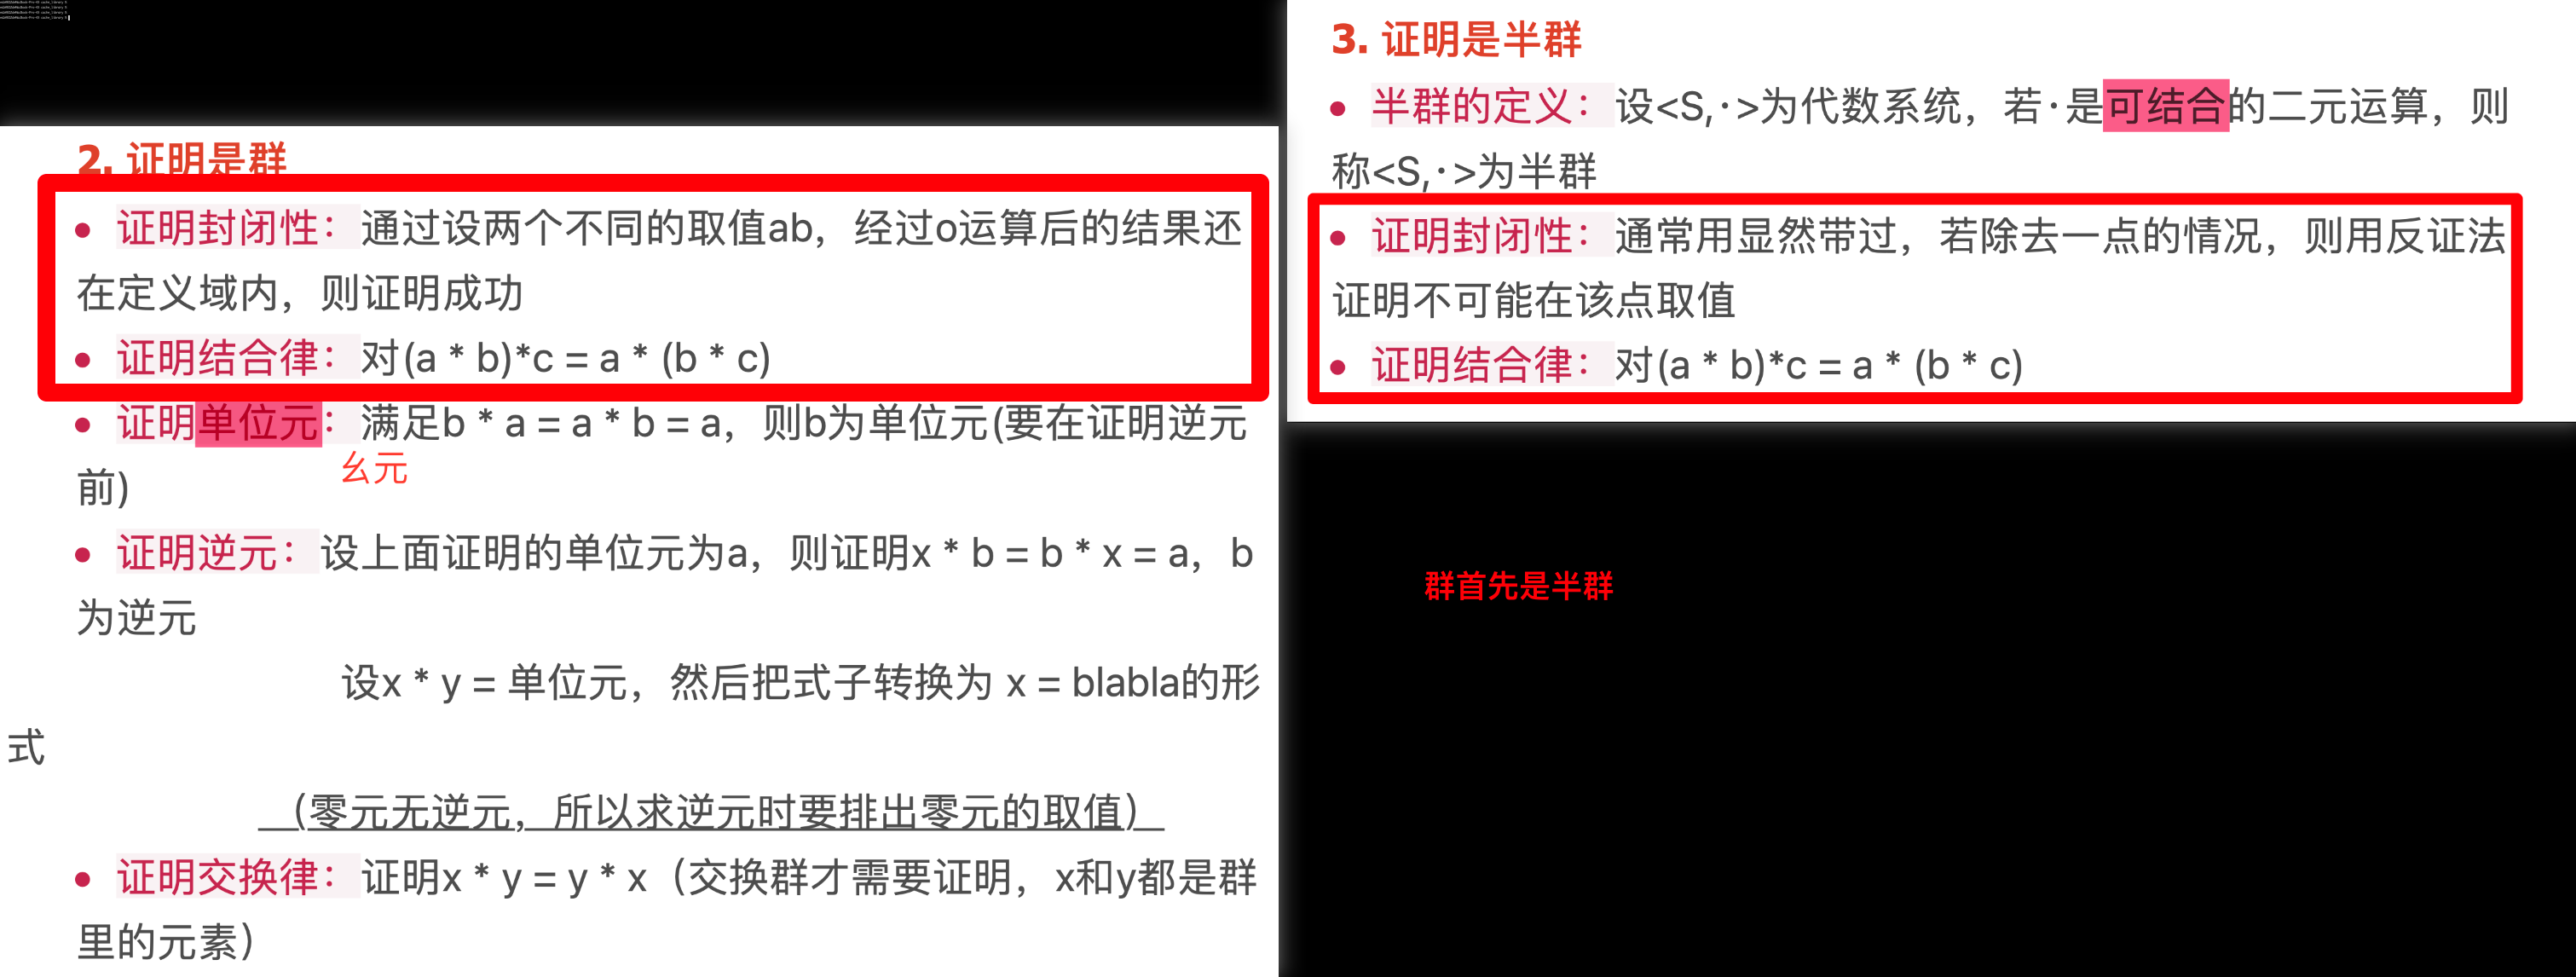 2. 证明是群
• 证明封闭性：通过设两个不同的取值ab，经过o运算后的结果还
在定义域内，则证明成功
• 证明结合律：对(a * b)*c = a * (b * c)
• 证明单位元：满足b * a = a * b = a，则b为单位元(要在证明逆元
前)
幺元
• 证明逆元：设上面证明的单位元为a，则证明x * b = b * x = a，b
为逆元
设x * y = 单位元，然后把式子转换为 x = blabla的形
式
（零元无逆元，所以求逆元时要排出零元的取值）
• 证明交换律：证明x * y = y * x（交换群才需要证明，x和y都是群
里的元素）
3. 证明是半群
• 半群的定义：设<S,·>为代数系统，若·是可结合的二元运算，则
称<S,·>为半群
• 证明封闭性：通常用显然带过，若除去一点的情况，则用反证法
证明不可能在该点取值
• 证明结合律：对(a * b)*c = a * (b * c)
群首先是半群